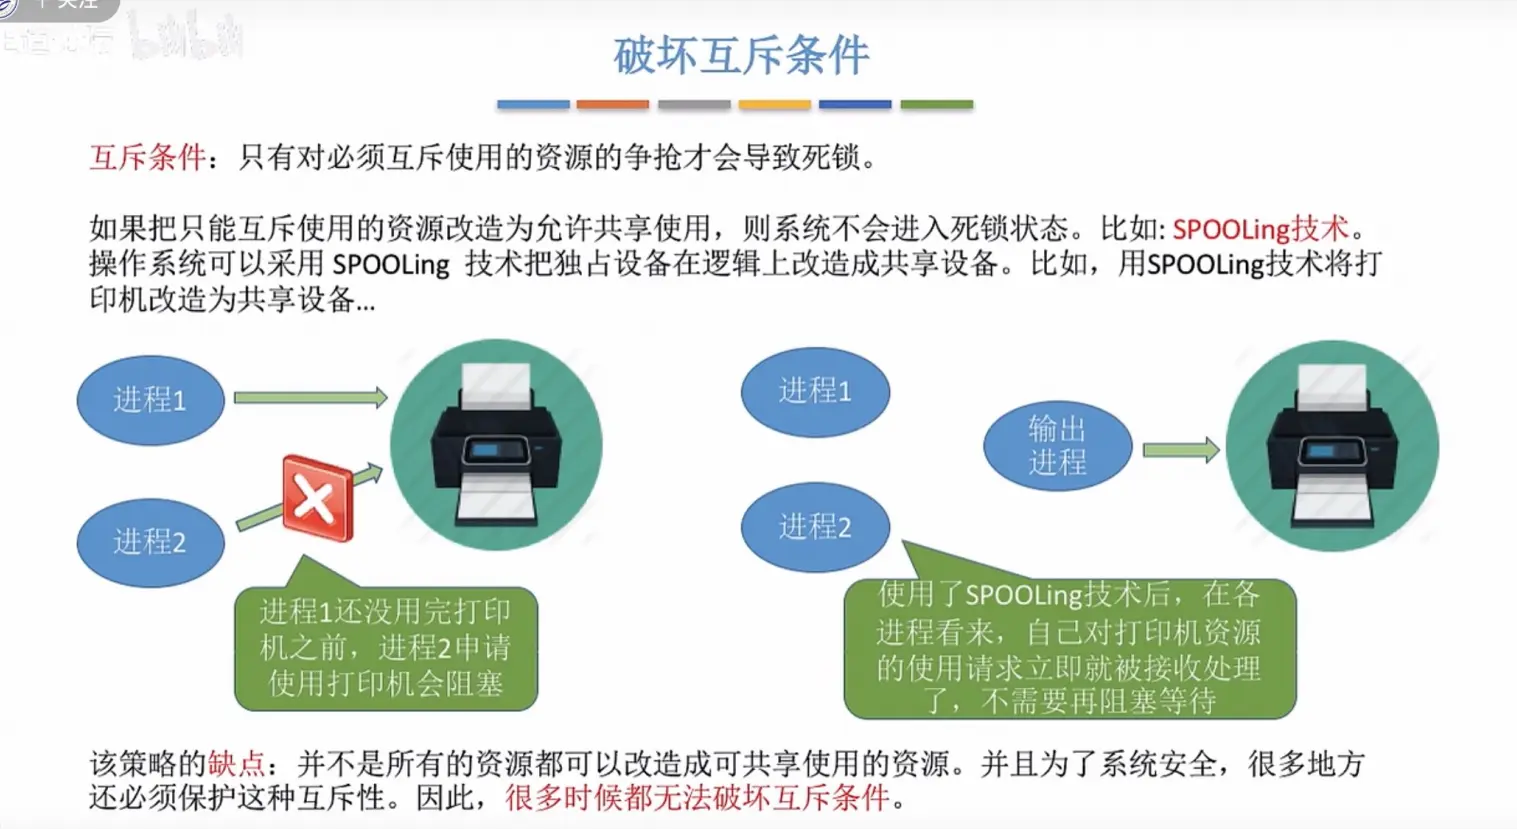 关注
bilibili
破坏互斥条件
互斥条件：只有对必须互斥使用的资源的争抢才会导致死锁。
如果把只能互斥使用的资源改造为允许共享使用，则系统不会进入死锁状态。比如: SPOOLing技术。
操作系统可以采用 SPOOLing 技术把独占设备在逻辑上改造成共享设备。比如，用SPOOLing技术将打
印机改造为共享设备...
进程1
进程2
进程1还没用完打印
机之前，进程2申请
使用打印机会阻塞
进程1
进程2
输出
进程
使用了SPOOLing技术后，在各
进程看来，自己对打印机资源
的使用请求立即就被接收处理
了，不需要再阻塞等待
该策略的缺点：并不是所有的资源都可以改造成可共享使用的资源。并且为了系统安全，很多地方
还必须保护这种互斥性。因此，很多时候都无法破坏互斥条件。